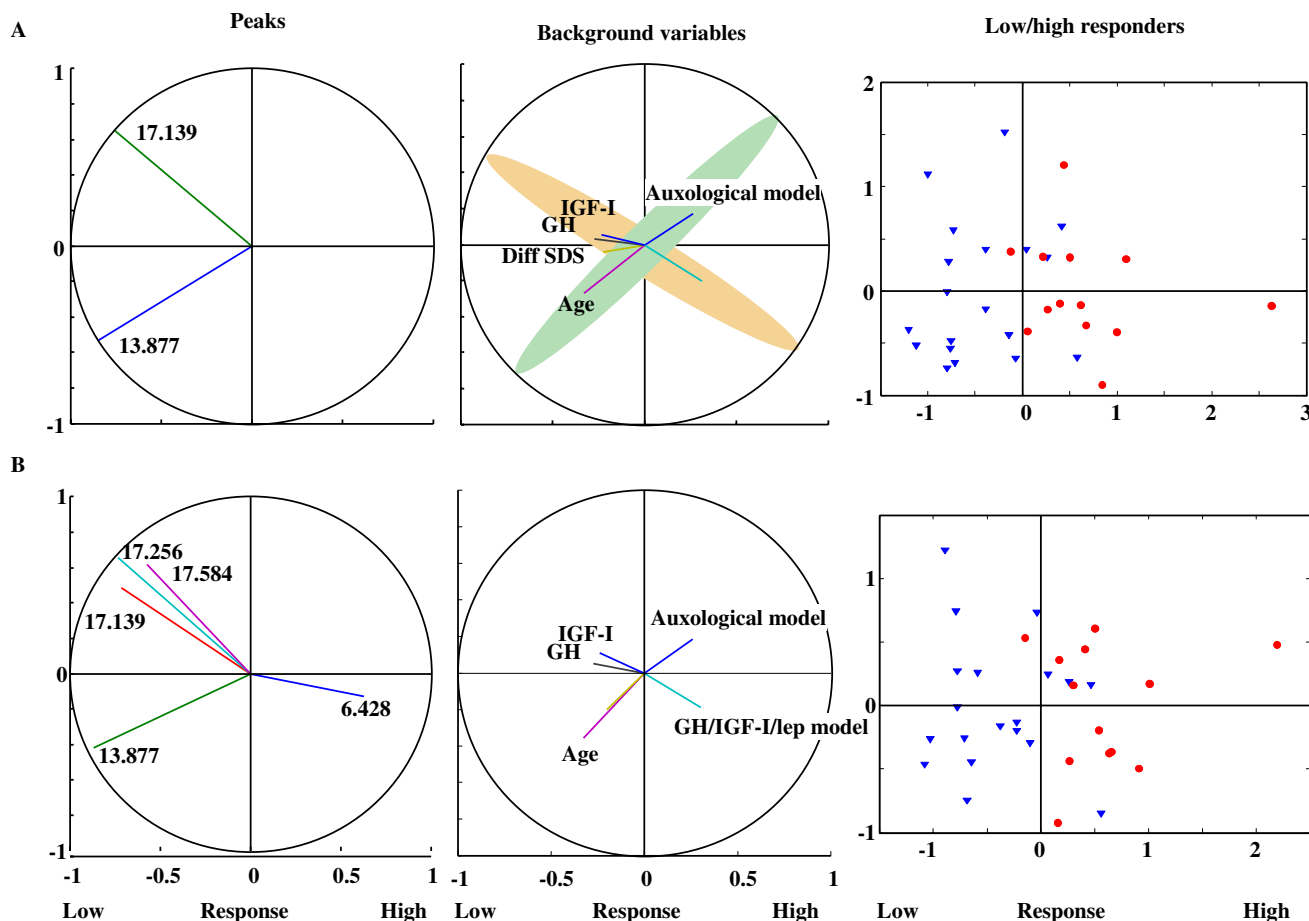 A
Peaks
Background variables
Low/high responders
1
0
-1
17.139
13.877
Auxological model
IGF-I
GH
Diff SDS
Age
2
1
0
-1
-1
0
1
2
3
B
1
0
-1
17.256
17.584
17.139
6.428
13.877
-1
-0.5
0
0.5
1
Low
Response
High
Auxological model
IGF-I
GH
GH/IGF-I/lep model
Age
-1
-0.5
0
0.5
1
Low
Response
High
1
0
-1
-1
0
1
2
Low
Response
High